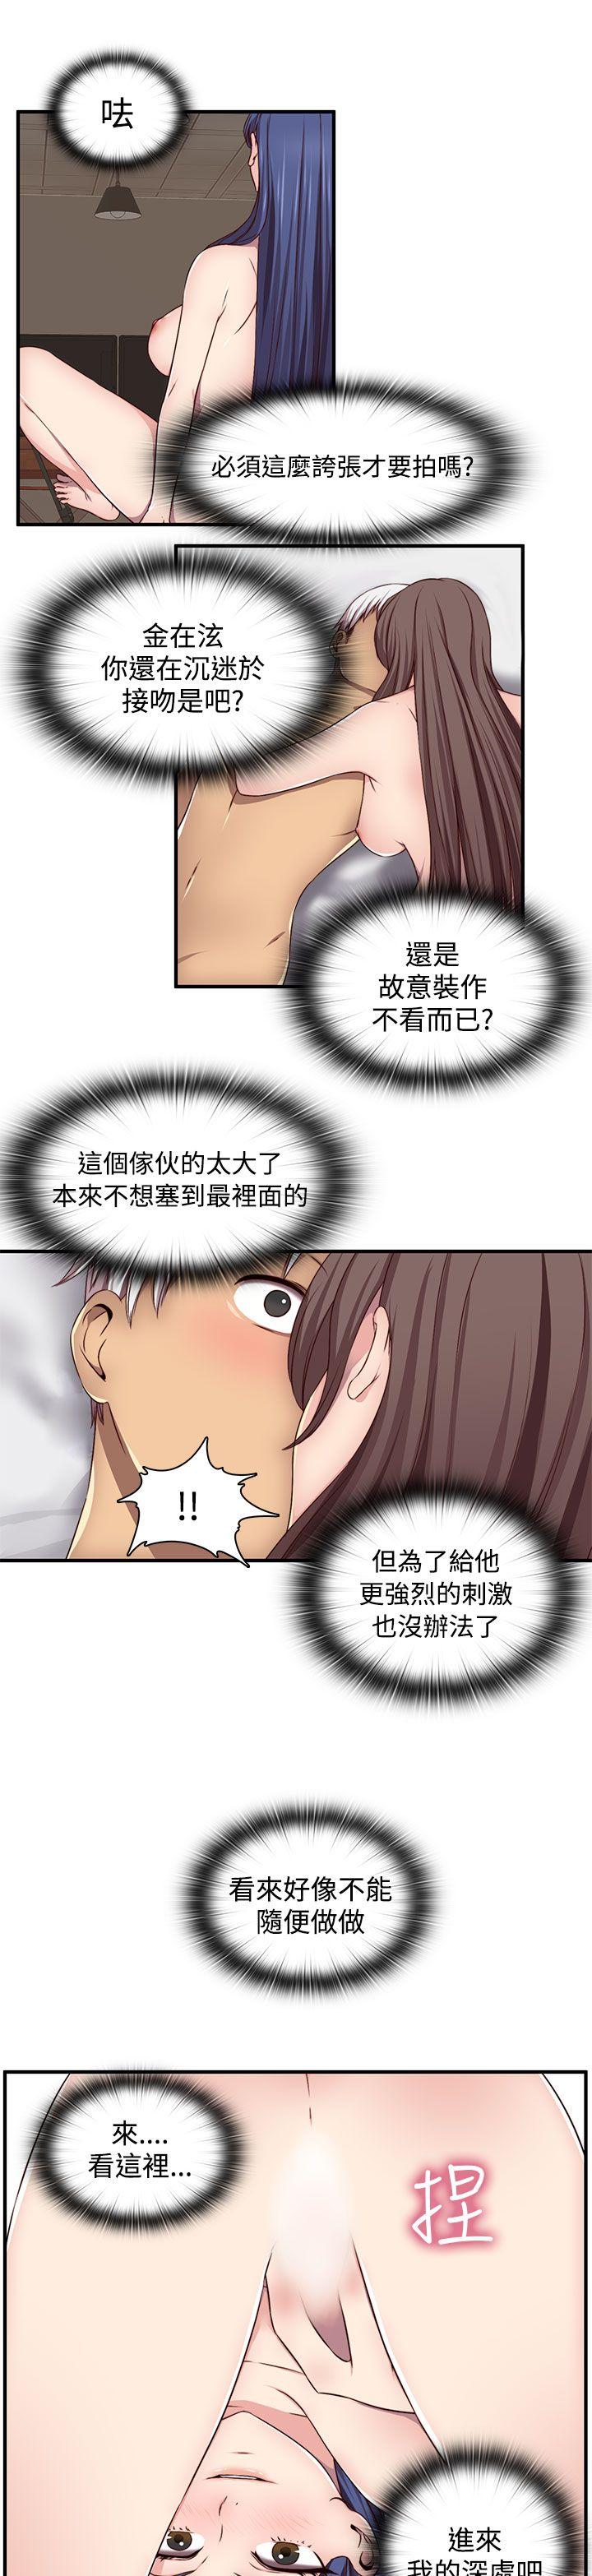 呿
必須這麼誇張才要拍嗎?
金在泫
你還在沉迷於
接吻是吧?
還是
故意裝作
不看而已?
這個傢伙的太大了
本來不想塞到最裡面的
!!
但為了給他
更強烈的刺激
也沒辦法了
看來好像不能
隨便做做
來....
看這裡...
捏
進來
我的深處吧